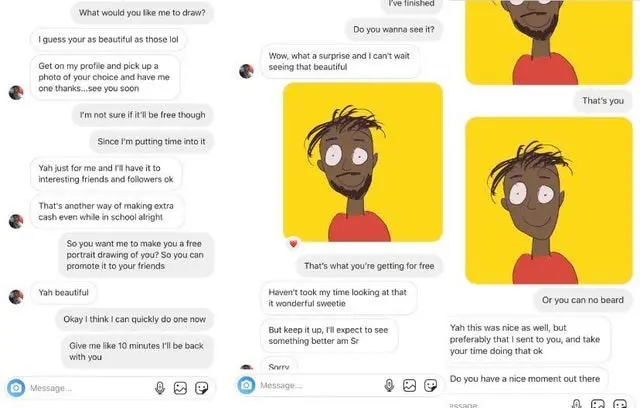 What would you like me to draw?
I guess your as beautiful as those lol
Get on my profile and pick up a
photo of your choice and have me
one thanks...see you soon
I'm not sure if it'll be free though
Since I'm putting time into it
Yah just for me and I'll have it to
interesting friends and followers ok
That's another way of making extra
cash even while in school alright
So you want me to make you a free
portrait drawing of you? So you can
promote it to your friends
Yah beautiful
Okay I think I can quickly do one now
Give me like 10 minutes I'll be back
with you
Message...
I've finished
Do you wanna see it?
Wow, what a surprise and I can't wait
seeing that beautiful
That's what you're getting for free
Haven't took my time looking at that
it wonderful sweetie
But keep it up, I'll expect to see
something better am Sr
Sorry
Message...
That's you
Or you can no beard
Yah this was nice as well, but
preferably that I sent to you, and take
your time doing that ok
Do you have a nice moment out there